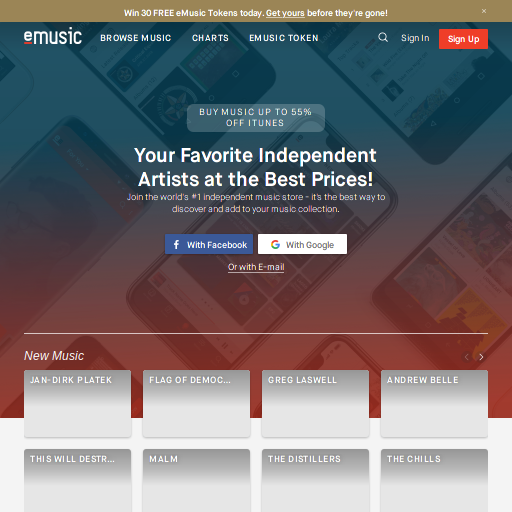 Win 30 FREE eMusic Tokens today. Get yours before they're gone!
×
emusic
BROWSE MUSIC
CHARTS
EMUSIC TOKEN
Sign In
Sign Up
BUY MUSIC UP TO 55%
OFF ITUNES
Your Favorite Independent
Artists at the Best Prices!
Join the world's #1 independent music store - it's the best way to
discover and add to your music collection.
With Facebook
With Google
Or with E-mail
New Music
JAN-DIRK PLATEK
FLAG OF DEMOC...
GREG LASWELL
ANDREW BELLE
THIS WILL DESTR...
MALM
THE DISTILLERS
THE CHILLS